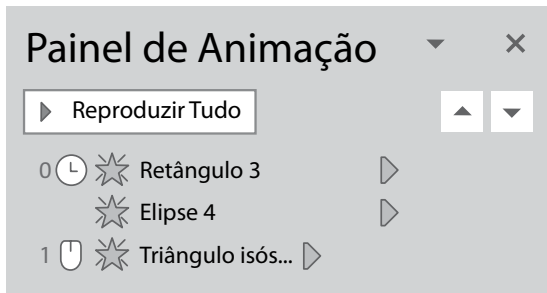 Painel de Animação
Reproduzir Tudo
0 Retângulo 3
Elipse 4
1 Triângulo isós...